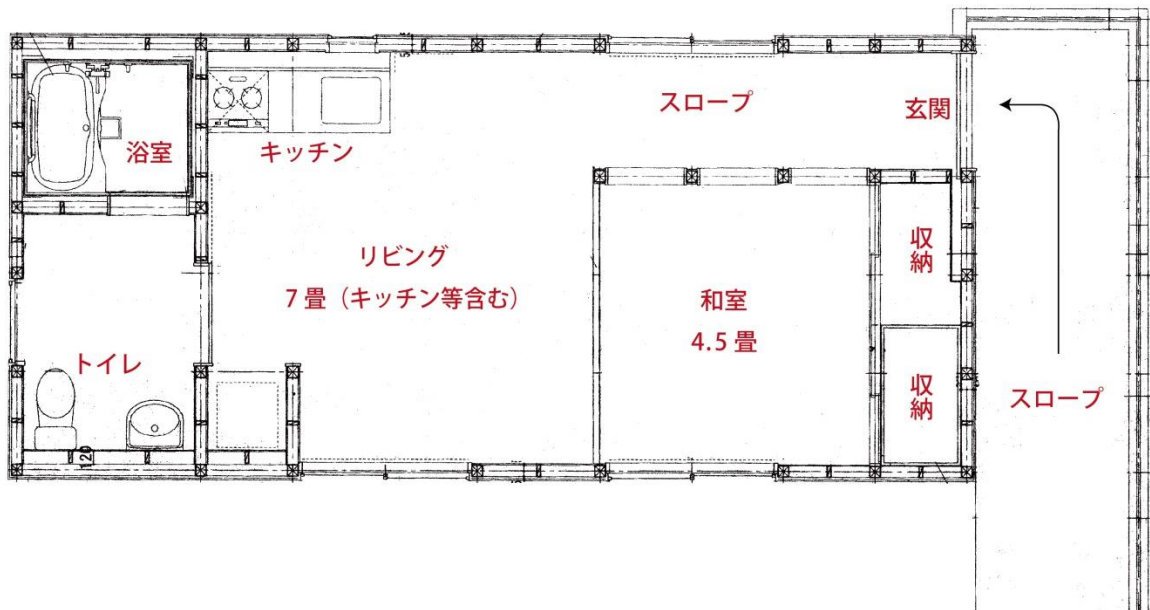 スロープ
玄関
浴室
キッチン
リビング
7 畳（キッチン等含む）
収納
和室
4.5 畳
トイレ
収納
スロープ
120